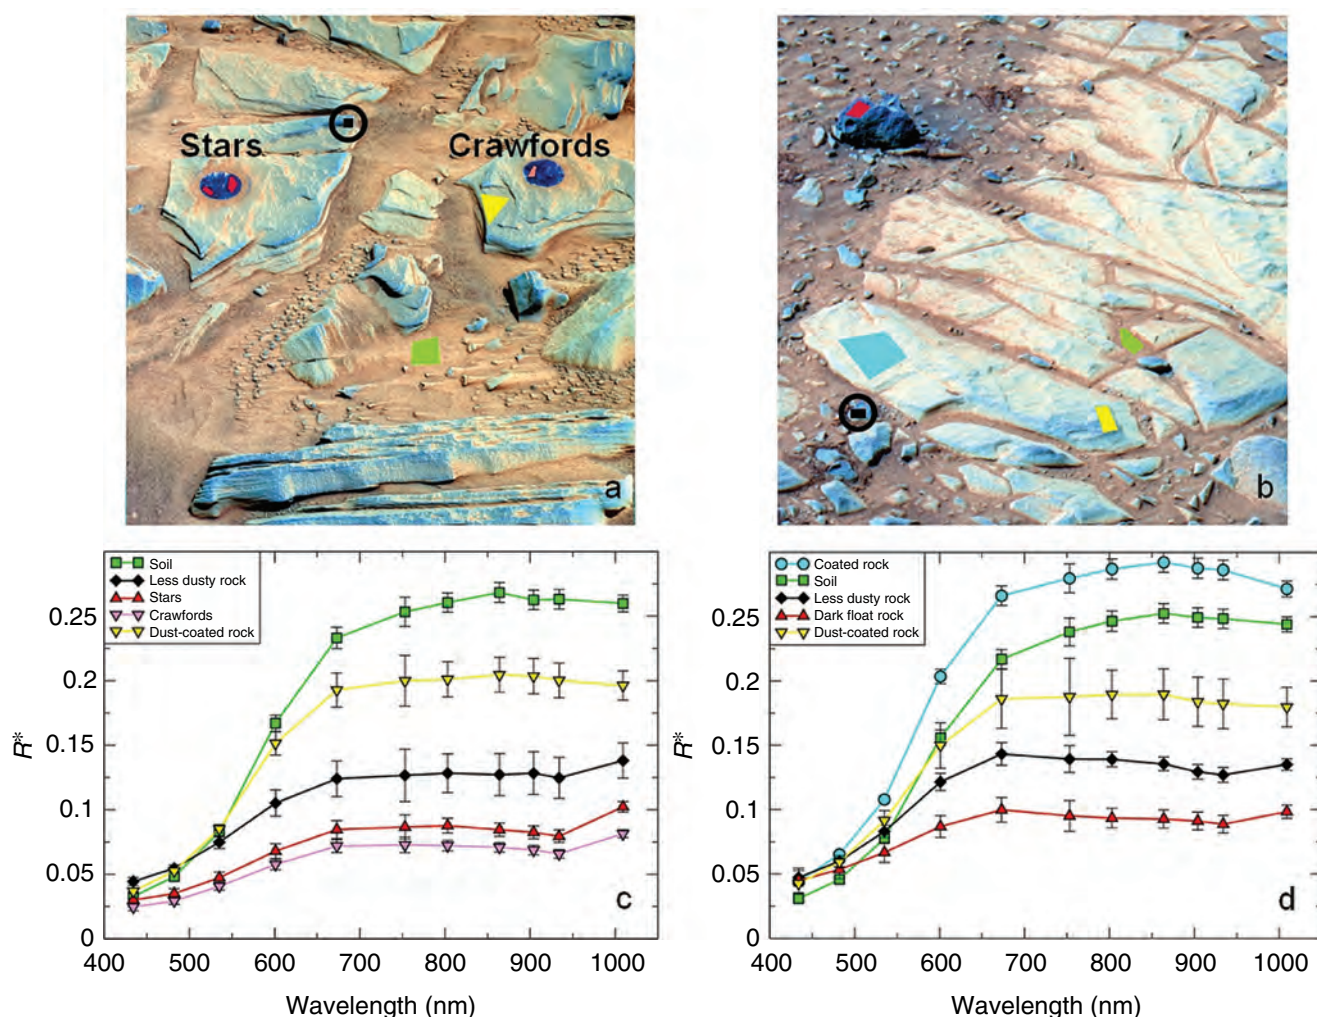 Stars
Crawfords
a
b
Soil
Less dusty rock
Stars
Crawfords
Dust-coated rock
0.25
0.2
0.15
0.1
0.05
0
R*
c
400 500 600 700 800 900 1000
Wavelength (nm)
Coated rock
Soil
Less dusty rock
Dark float rock
Dust-coated rock
0.25
0.2
0.15
0.1
0.05
0
R*
d
400 500 600 700 800 900 1000
Wavelength (nm)